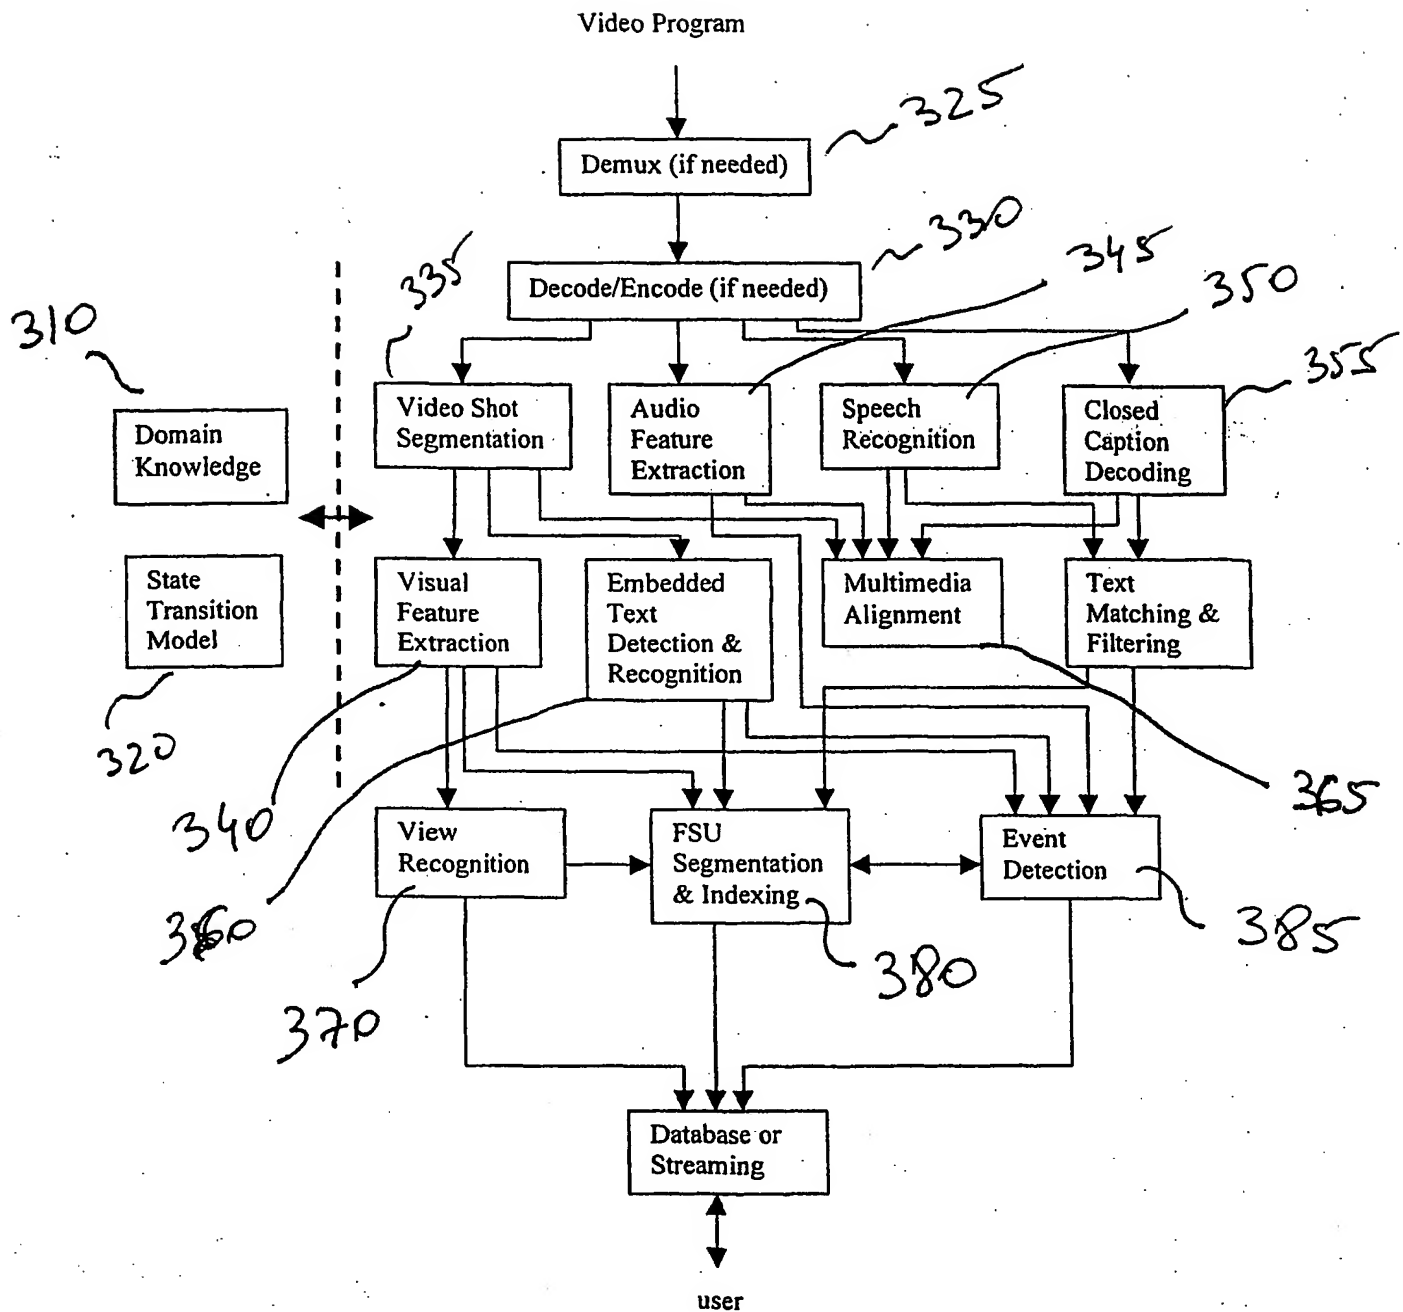 Video Program
325
Demux (if needed)
330
335
345
Decode/Encode (if needed)
350
310
355
Video Shot
Segmentation
Audio
Feature
Extraction
Speech
Recognition
Closed
Caption
Decoding
Domain
Knowledge
State
Transition
Model
Visual
Feature
Extraction
Embedded
Text
Detection &
Recognition
Multimedia
Alignment
Text
Matching &
Filtering
320
340
365
View
Recognition
FSU
Segmentation
& Indexing
Event
Detection
360
385
380
370
Database or
Streaming
user